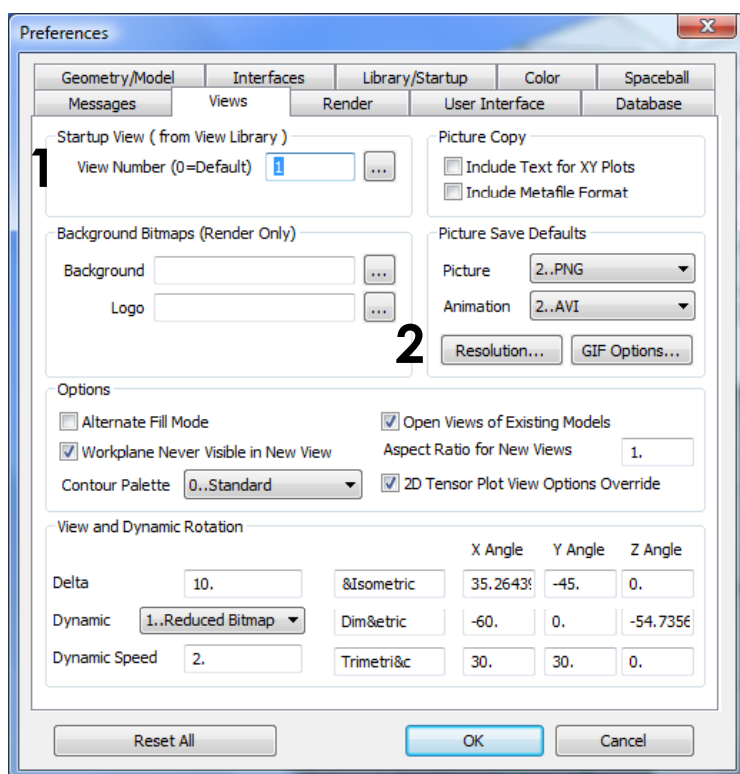 Preferences
X
Geometry/Model Interfaces Library/Startup Color Spaceball
Messages Views Render User Interface Database
Startup View ( from View Library )
1
View Number (0=Default) 1 ...
Picture Copy
Include Text for XY Plots
Include Metafile Format
Background Bitmaps (Render Only)
Background ...
Logo ...
Picture Save Defaults
Picture 2..PNG
Animation 2..AVI
2
Resolution... GIF Options...
Options
Alternate Fill Mode
Workplane Never Visible in New View
Contour Palette 0..Standard
Open Views of Existing Models
Aspect Ratio for New Views 1.
2D Tensor Plot View Options Override
View and Dynamic Rotation
X Angle Y Angle Z Angle
Delta 10. &Isometric 35.26439 -45. 0.
Dynamic 1..Reduced Bitmap Dim&etric -60. 0. -54.7356
Dynamic Speed 2. Trimetri&c 30. 30. 0.
Reset All OK Cancel